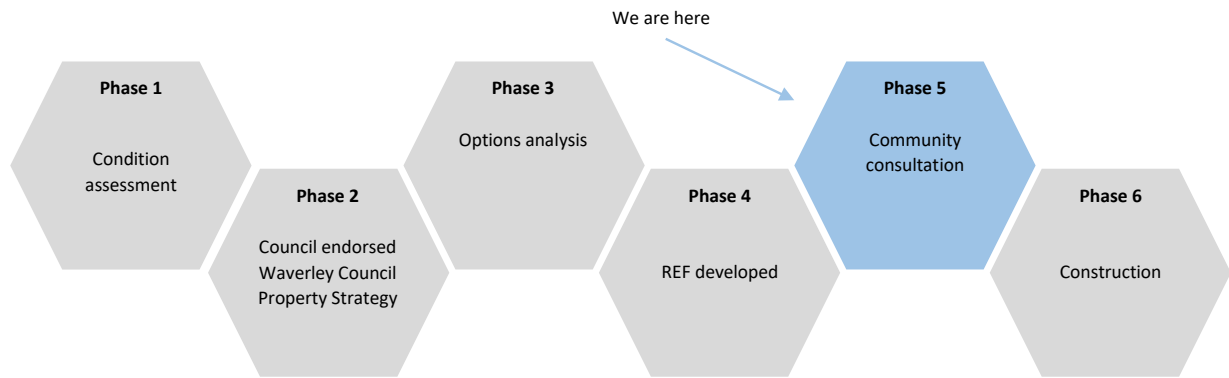 We are here
Phase 1
Condition
assessment
Phase 2
Council endorsed
Waverley Council
Property Strategy
Phase 3
Options analysis
Phase 4
REF developed
Phase 5
Community
consultation
Phase 6
Construction